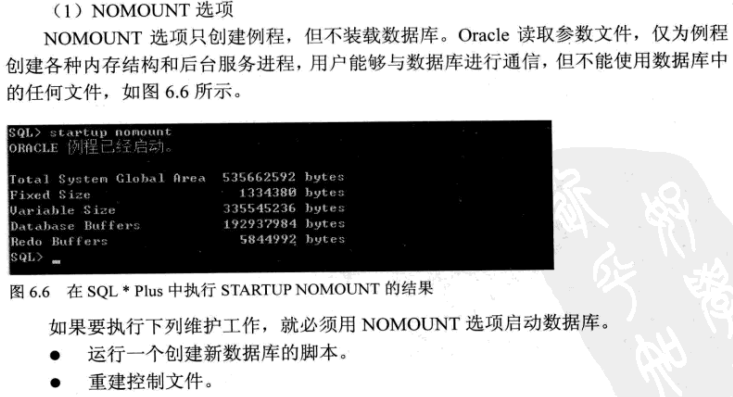 （1）NOMOUNT 选项
NOMOUNT 选项只创建例程，但不装载数据库。Oracle 读取参数文件，仅为例程
创建各种内存结构和后台服务进程，用户能够与数据库进行通信，但不能使用数据库中
的任何文件，如图 6.6 所示。
SQL> startup nomount
ORACLE 例程已经启动。
Total System Global Area 535662592 bytes
Fixed Size 1334380 bytes
Variable Size 335545236 bytes
Database Buffers 192937984 bytes
Redo Buffers 5844992 bytes
SQL> _
图 6.6 在 SQL * Plus 中执行 STARTUP NOMOUNT 的结果
如果要执行下列维护工作，就必须用 NOMOUNT 选项启动数据库。
● 运行一个创建新数据库的脚本。
● 重建控制文件。